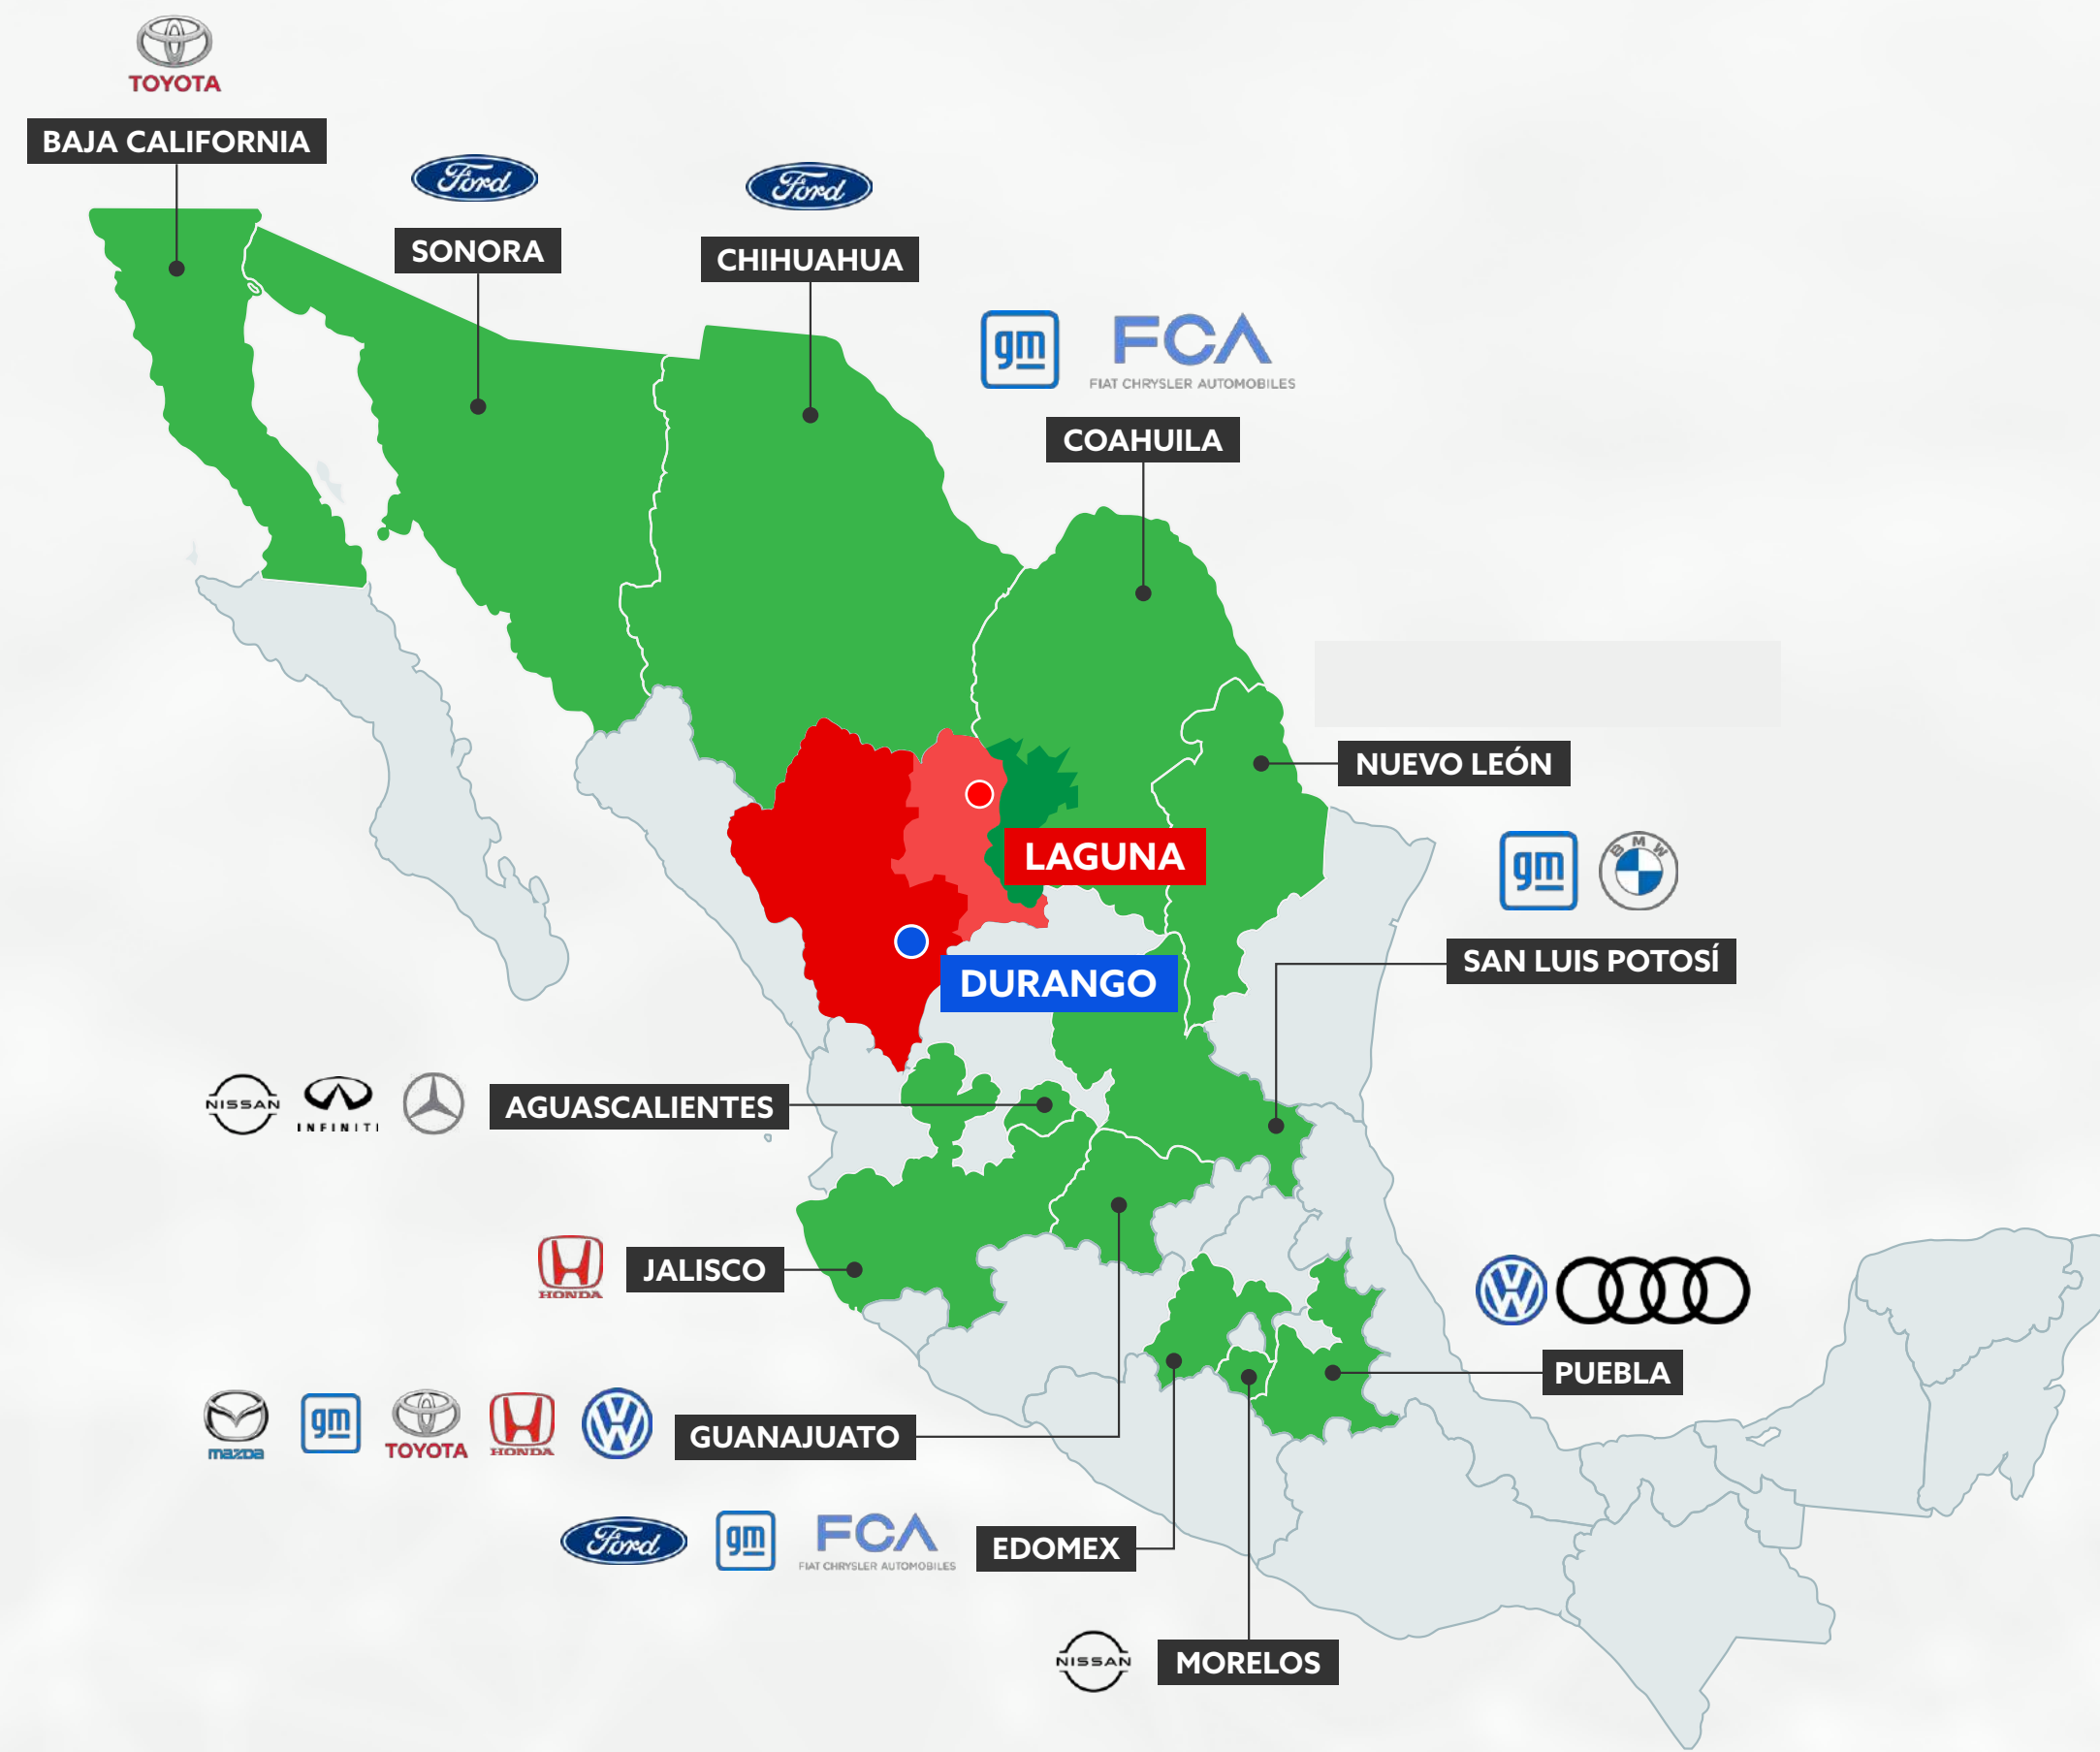 TOYOTA
BAJA CALIFORNIA
Ford
SONORA
Ford
CHIHUAHUA
gm
FCA
FIAT CHRYSLER AUTOMOBILES
COAHUILA
NUEVO LEÓN
LAGUNA
gm
BMW
SAN LUIS POTOSÍ
DURANGO
NISSAN
INFINITI
AGUASCALIENTES
HONDA
JALISCO
PUEBLA
mazda
gm
TOYOTA
HONDA
GUANAJUATO
Ford
gm
FCA
FIAT CHRYSLER AUTOMOBILES
EDOMEX
NISSAN
MORELOS